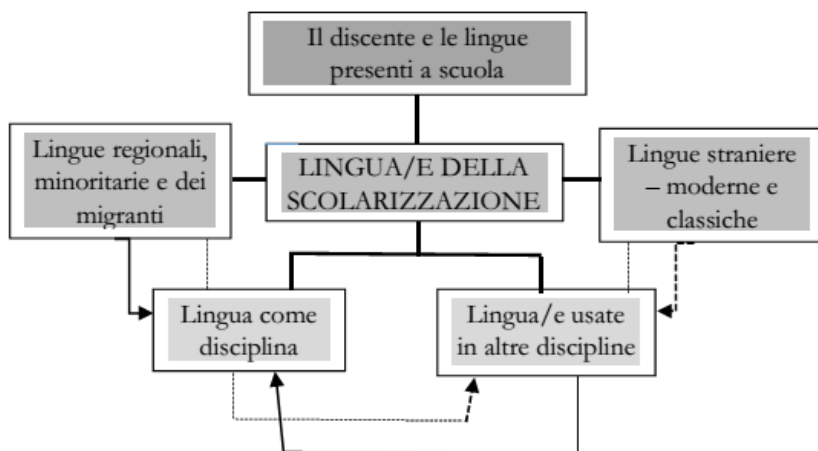 Il discente e le lingue
presenti a scuola
Lingue regionali,
minoritarie e dei
migranti
LINGUA/E DELLA
SCOLARIZZAZIONE
Lingue straniere
– moderne e
classiche
Lingua come
disciplina
Lingua/e usate
in altre discipline